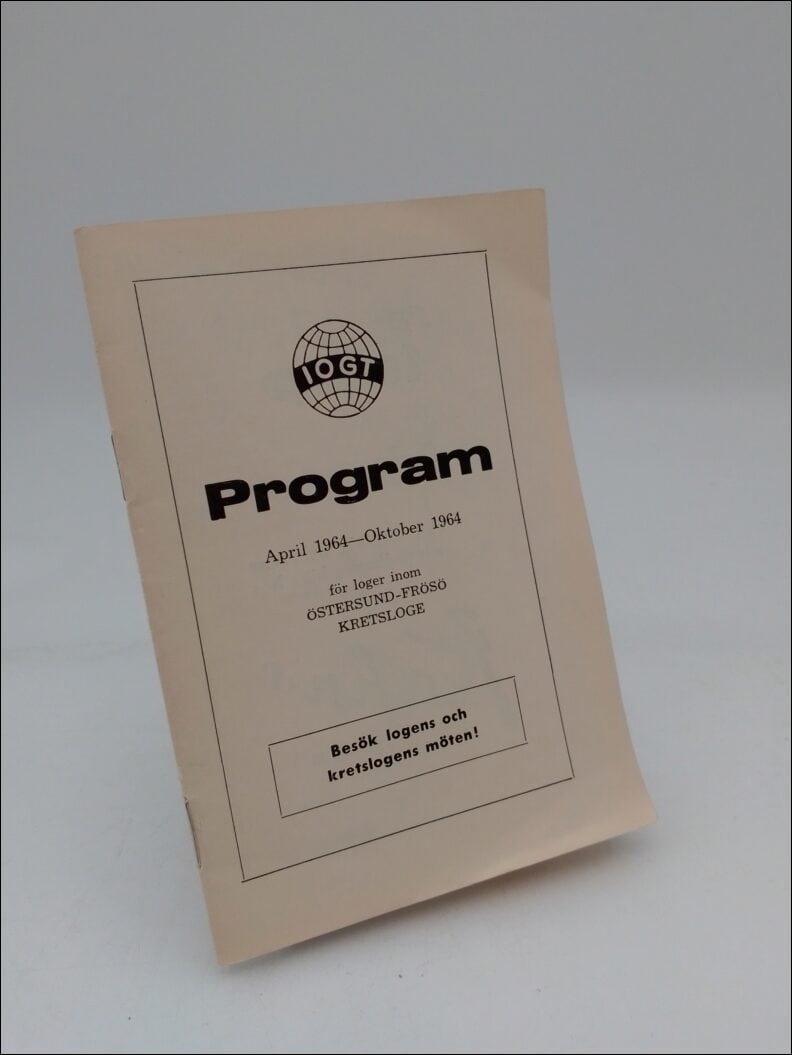 IOGT
Program
April 1964—Oktober 1964
för loger inom
ÖSTERSUND-FRÖSÖ
KRETSLOGE
Besök logens och
kretslogens möten!